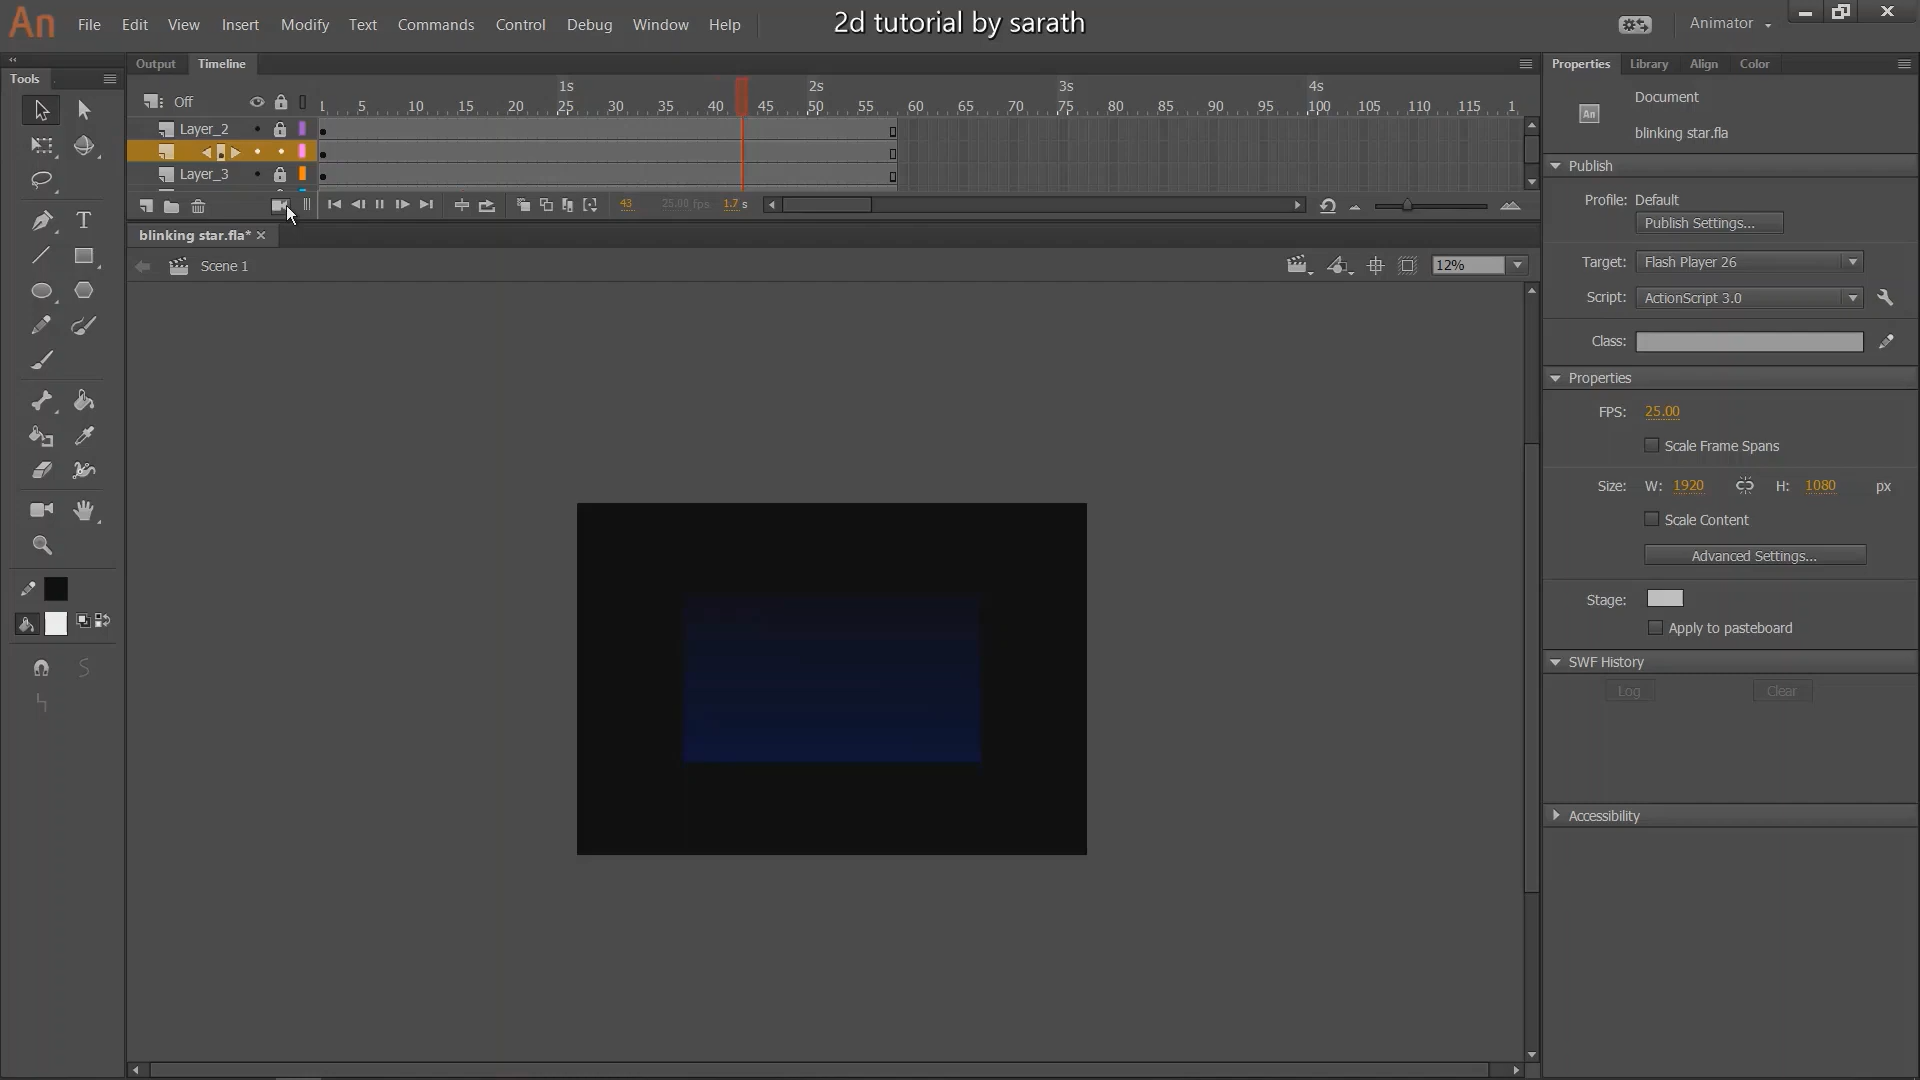 An File Edit View Insert Modify Text Commands Control Debug Window Help
2d tutorial by sarath
Animator
Tools
Output Timeline
Off
1s 2s 3s 4s
1 5 10 15 20 25 30 35 40 45 50 55 60 65 70 75 80 85 90 95 100 105 110 115 1
Layer_2
Layer_3
43 25.00 fps 1.7 s
blinking star.fla*
Scene 1
12%
Properties Library Align Color
Document
An
blinking star.fla
Publish
Profile: Default
Publish Settings...
Target: Flash Player 26
Script: ActionScript 3.0
Class:
Properties
FPS: 25.00
Scale Frame Spans
Size: W: 1920 H: 1080 px
Scale Content
Advanced Settings...
Stage:
Apply to pasteboard
SWF History
Log Clear
Accessibility